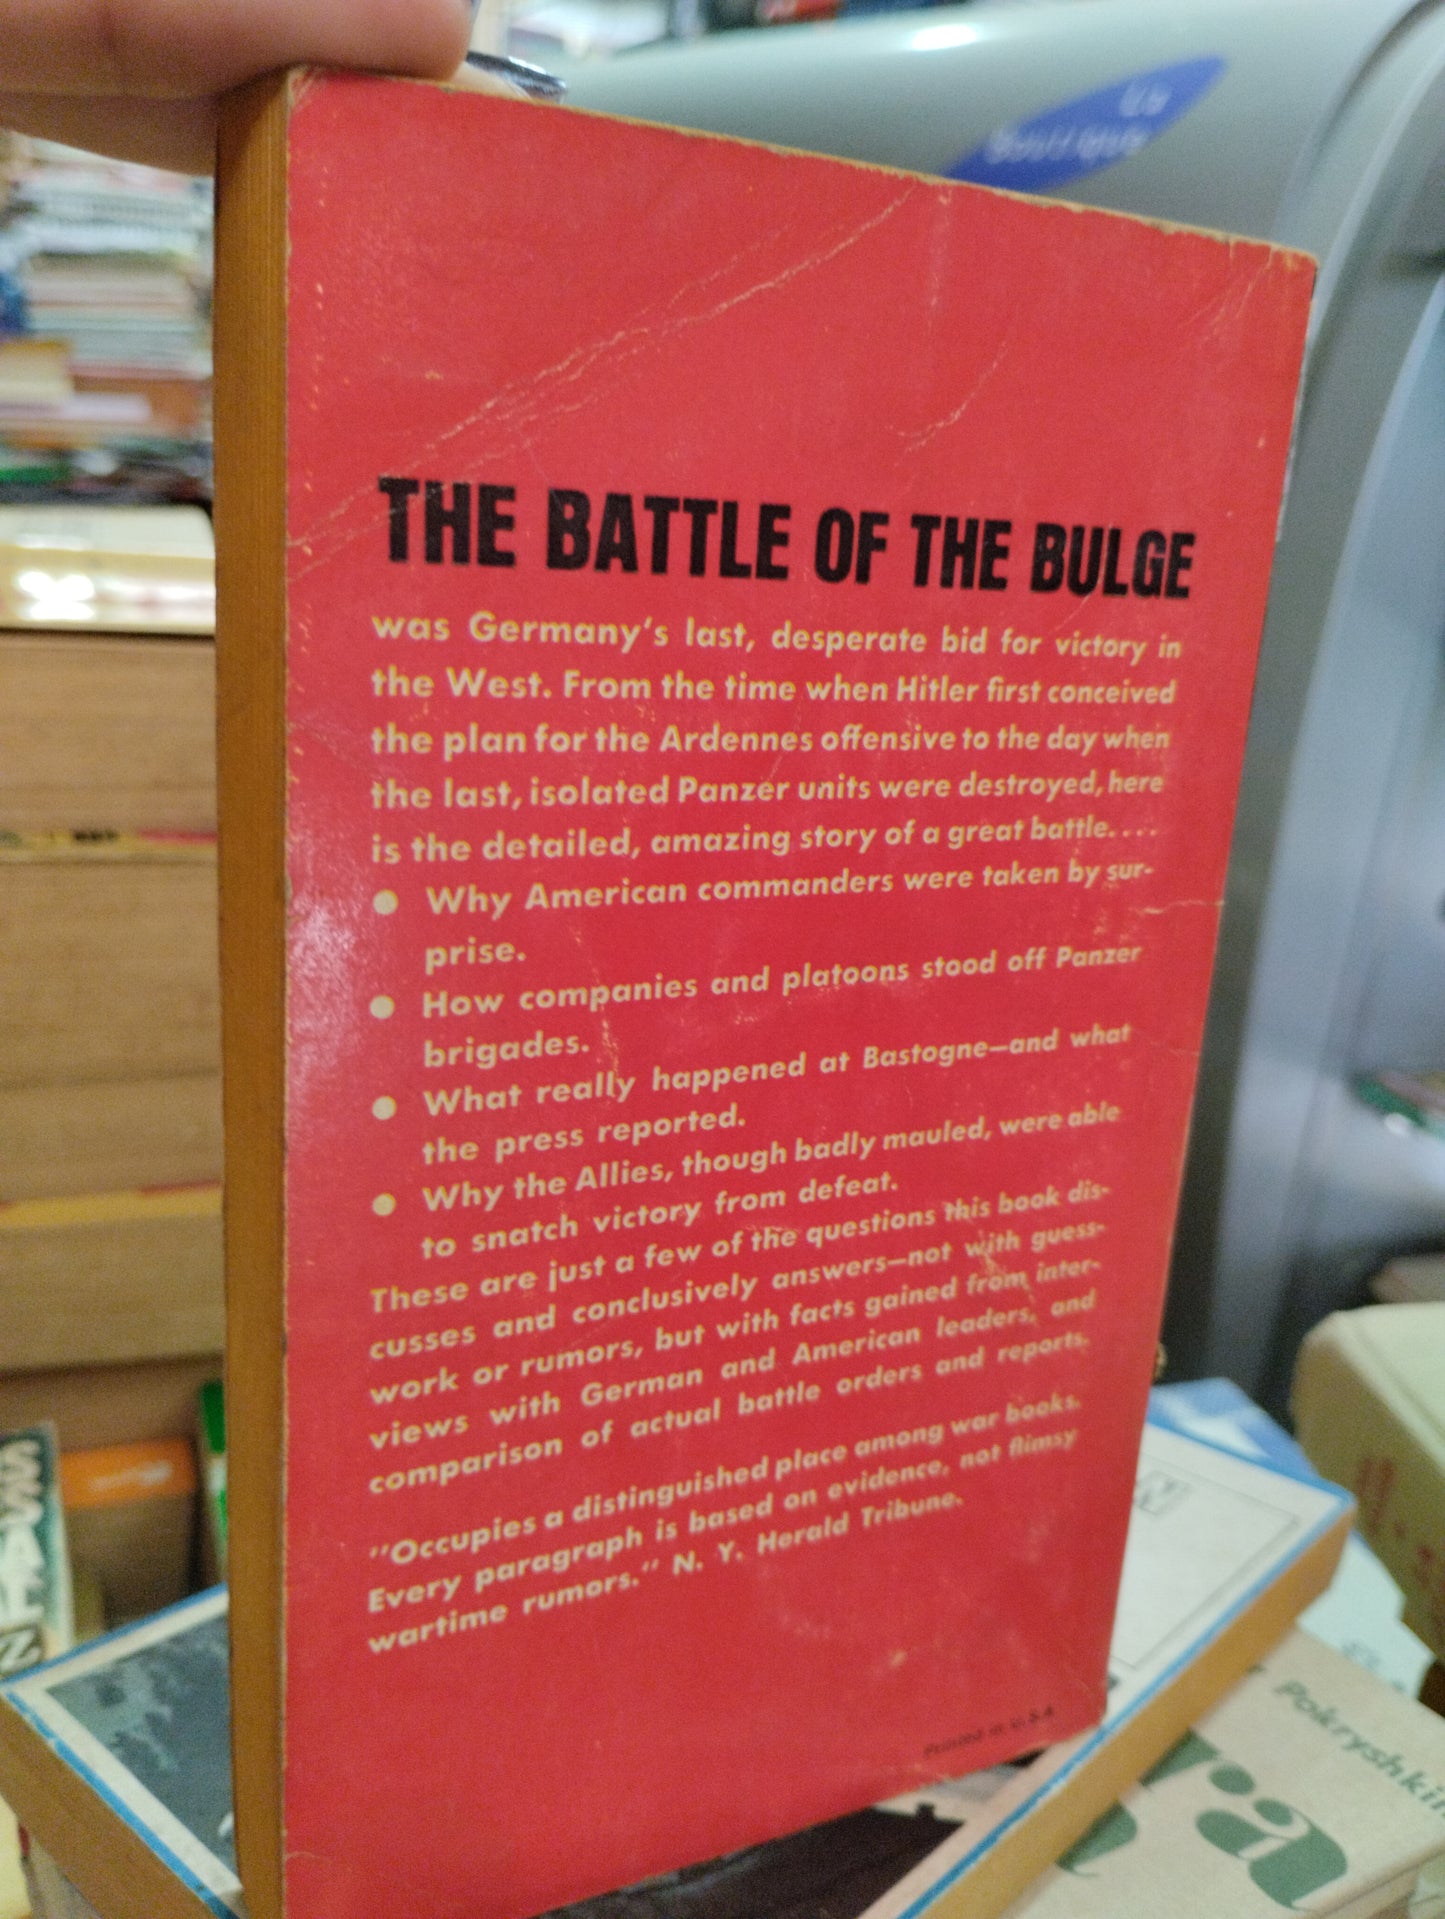 THE BATTLE OF THE BULGE
was Germany's last, desperate bid for victory in
the West. From the time when Hitler first conceived
the plan for the Ardennes offensive to the day when
the last, isolated Panzer units were destroyed, here
is the detailed, amazing story of a great battle....
● Why American commanders were taken by sur-
prise.
● How companies and platoons stood off Panzer
brigades.
● What really happened at Bastogne—and what
the press reported.
● Why the Allies, though badly mauled, were able
to snatch victory from defeat.
These are just a few of the questions this book dis-
cusses and conclusively answers—not with guess-
work or rumors, but with facts gained from inter-
views with German and American leaders, and
comparison of actual battle orders and reports.
"Occupies a distinguished place among war books.
Every paragraph is based on evidence, not flimsy
wartime rumors." N. Y. Herald Tribune.
Printed in U.S.A.
Pokryshkin